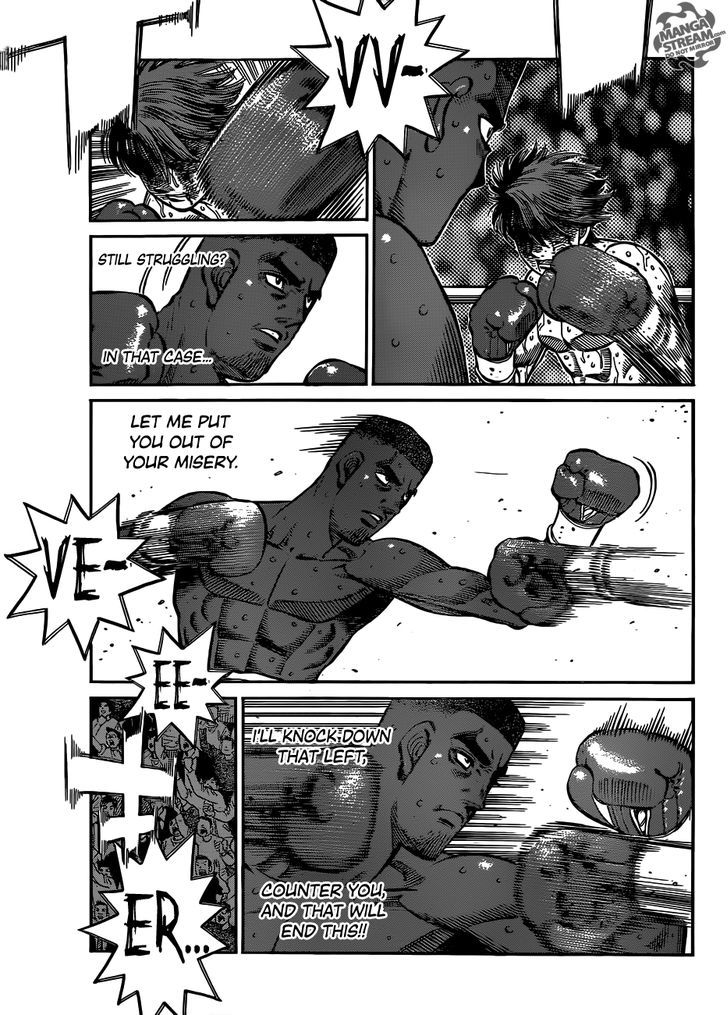 MANGA
STREAM.com
DO NOT MIRROR
VV-
STILL STRUGGLING?
IN THAT CASE...
LET ME PUT
YOU OUT OF
YOUR MISERY.
VE-
EE-
I'LL KNOCK DOWN
THAT LEFT,
COUNTER YOU,
AND THAT WILL
END THIS!!
ER...